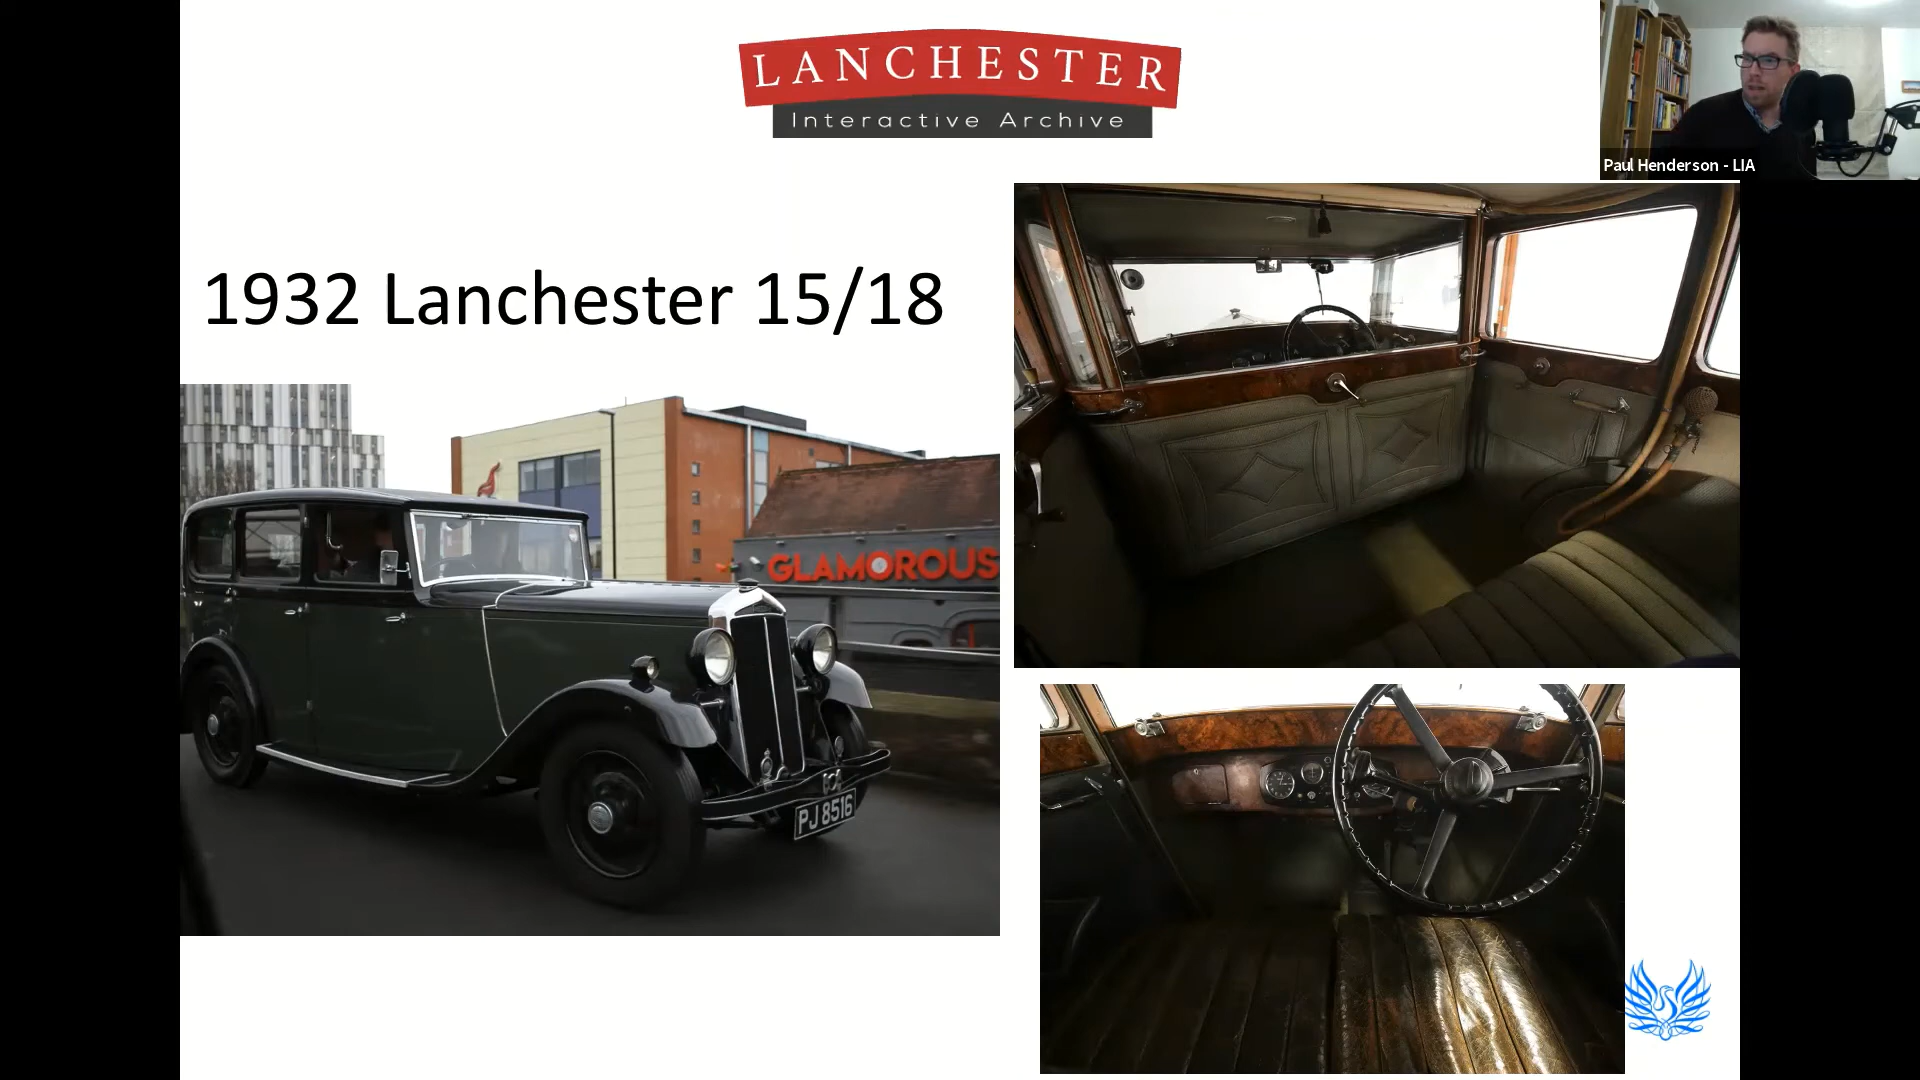 LANCHESTER
Interactive Archive
Paul Henderson - LIA
1932 Lanchester 15/18
GLAMOROUS
PJ 8516